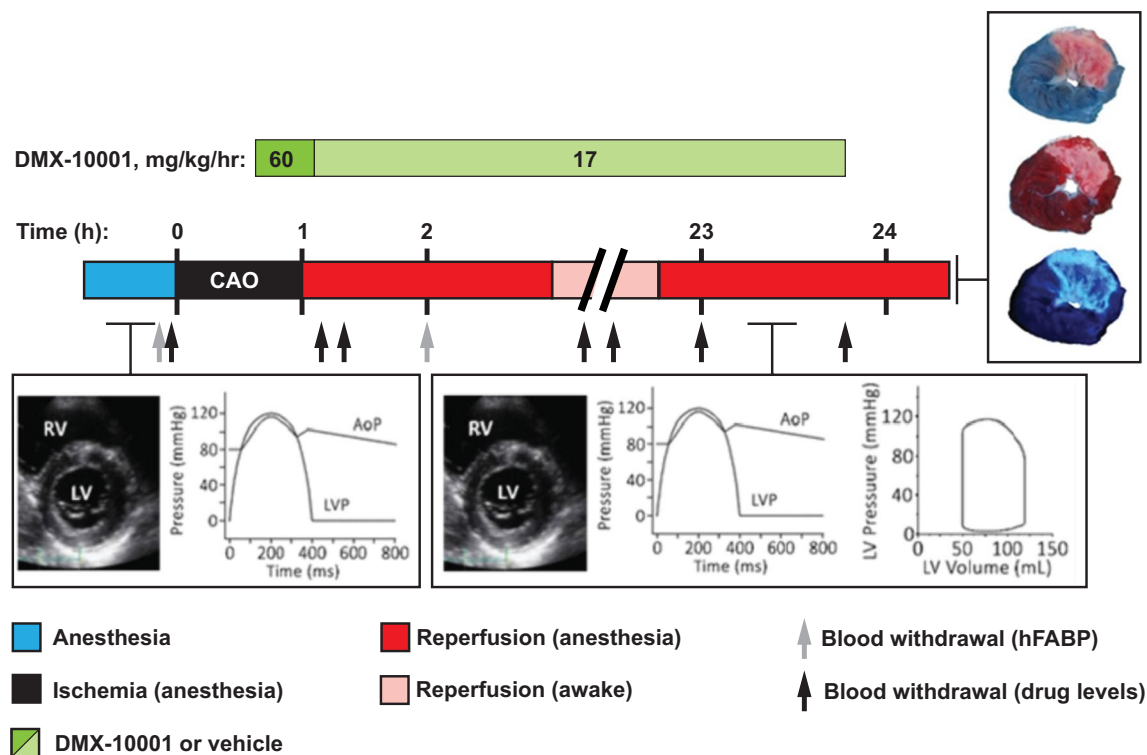 DMX-10001, mg/kg/hr: 60 17
Time (h): 0 1 2 23 24
CAO
RV
LV
Pressure (mmHg)
120
80
40
0
AoP
LVP
0 200 400 600 800
Time (ms)
RV
LV
Pressure (mmHg)
120
80
40
0
AoP
LVP
0 200 400 600 800
Time (ms)
LV Pressuure (mmHg)
120
80
40
0
0 50 100 150
LV Volume (mL)
Anesthesia
Reperfusion (anesthesia)
Blood withdrawal (hFABP)
Ischemia (anesthesia)
Reperfusion (awake)
Blood withdrawal (drug levels)
DMX-10001 or vehicle